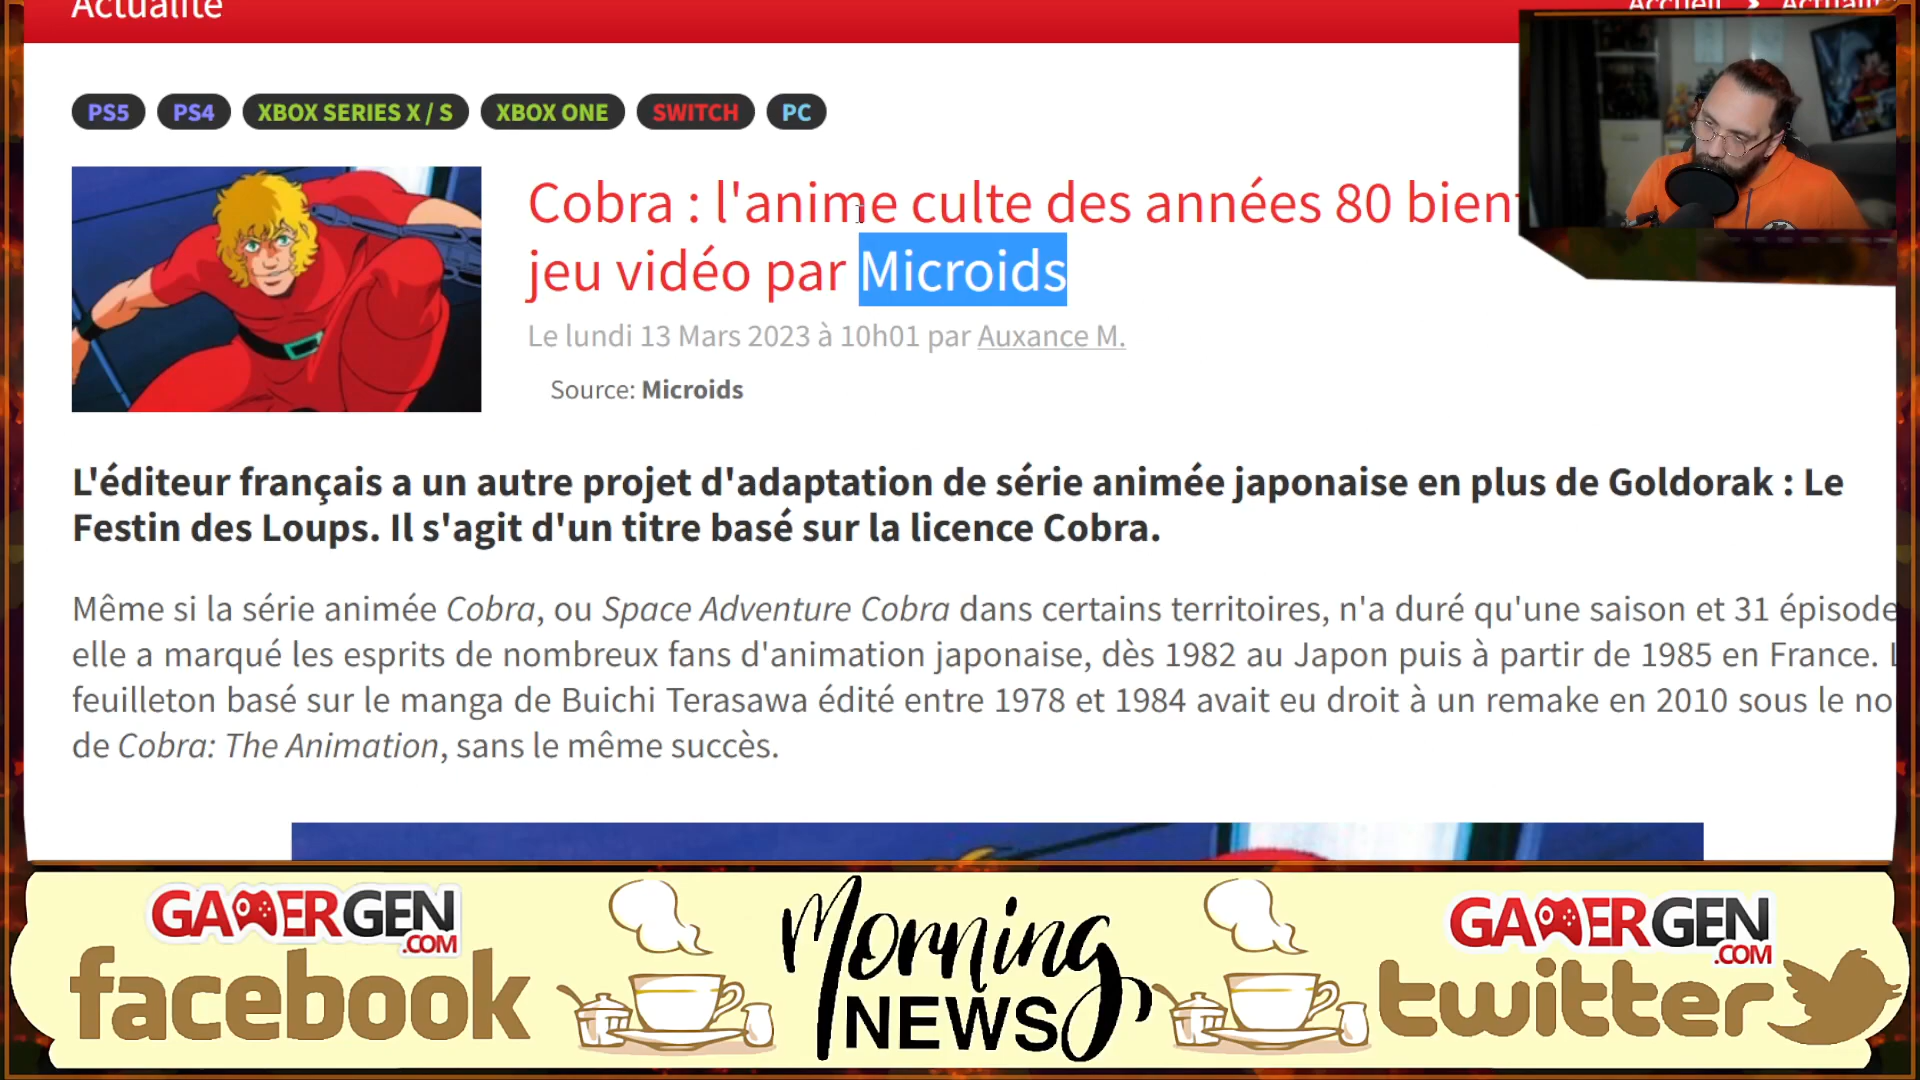 Actualité
Accueil > Actualité
PS5 PS4 XBOX SERIES X / S XBOX ONE SWITCH PC
Cobra : l'anime culte des années 80
jeu vidéo par Microids
Le lundi 13 Mars 2023 à 10h01 par Auxance M.
Source: Microids
L'éditeur français a un autre projet d'adaptation de série animée japonaise en plus de Goldorak : Le
Festin des Loups. Il s'agit d'un titre basé sur la licence Cobra.
Même si la série animée Cobra, ou Space Adventure Cobra dans certains territoires, n'a duré qu'une saison et 31 épisode
elle a marqué les esprits de nombreux fans d'animation japonaise, dès 1982 au Japon puis à partir de 1985 en France.
feuilleton basé sur le manga de Buichi Terasawa édité entre 1978 et 1984 avait eu droit à un remake en 2010 sous le no
de Cobra: The Animation, sans le même succès.
GAMERGEN
.COM
facebook
Morning
NEWS
GAMERGEN
.COM
twitter